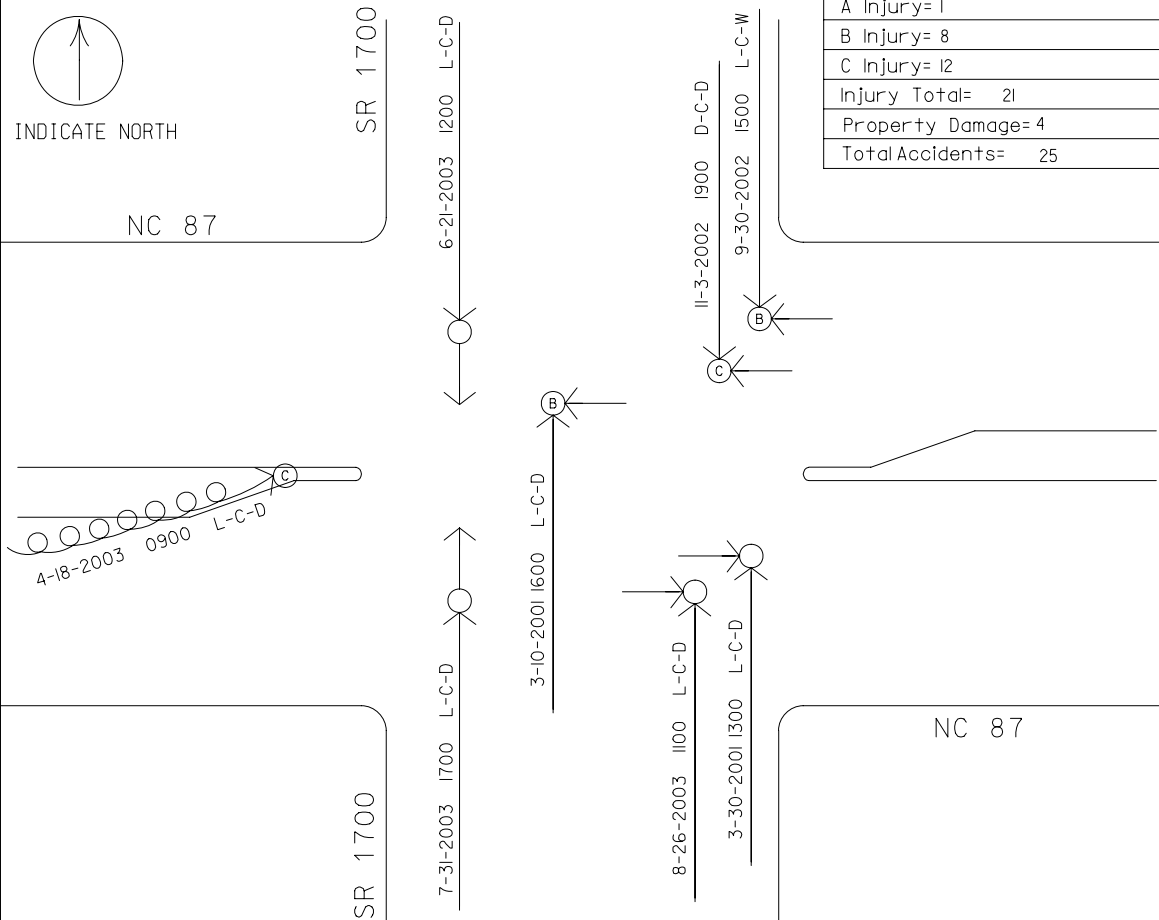 A Injury= 1
B Injury= 8
C Injury= 12
Injury Total= 21
Property Damage= 4
Total Accidents= 25
INDICATE NORTH
SR 1700
NC 87
6-21-2003 1200 L-C-D
11-3-2002 1900 D-C-D
9-30-2002 1500 L-C-W
B
C
B
C
4-18-2003 0900 L-C-D
3-10-2001 1600 L-C-D
7-31-2003 1700 L-C-D
8-26-2003 1100 L-C-D
3-30-2001 1300 L-C-D
NC 87
SR 1700